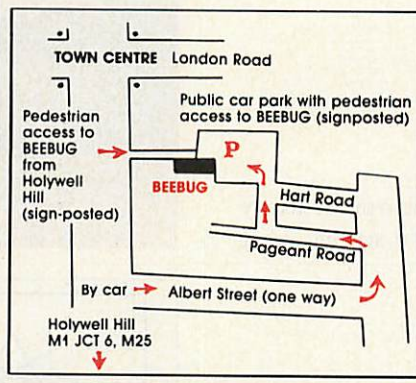 TOWN CENTRE London Road
Public car park with pedestrian
access to BEEBUG (signposted)
Pedestrian
access to
BEEBUG
from
Holywell
Hill
(sign-posted)
P
BEEBUG
Hart Road
Pageant Road
By car
Albert Street (one way)
Holywell Hill
M1 JCT 6, M25